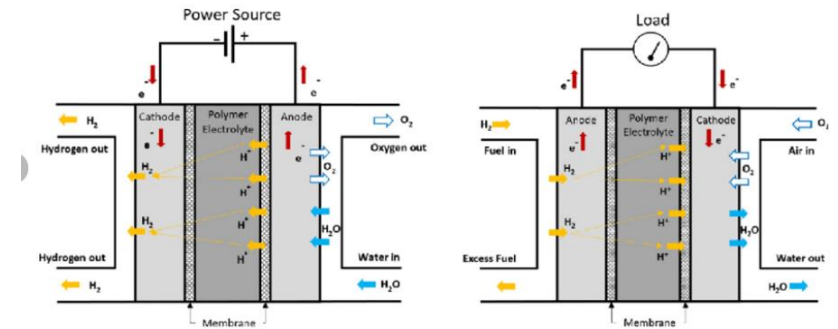 Power Source
- +
e-
e-
Cathode
Polymer
Electrolyte
Anode
H2
O2
Hydrogen out
Oxygen out
e-
e-
H2
H2
H+
H+
H+
H+
O2
H2O
Hydrogen out
Water in
H2
H2O
Membrane
Load
e-
e-
Anode
Polymer
Electrolyte
Cathode
H2
O2
Fuel in
Air in
e-
e-
H2
H2
H+
H+
H+
H+
O2
H2O
Excess Fuel
Water out
H2O
Membrane